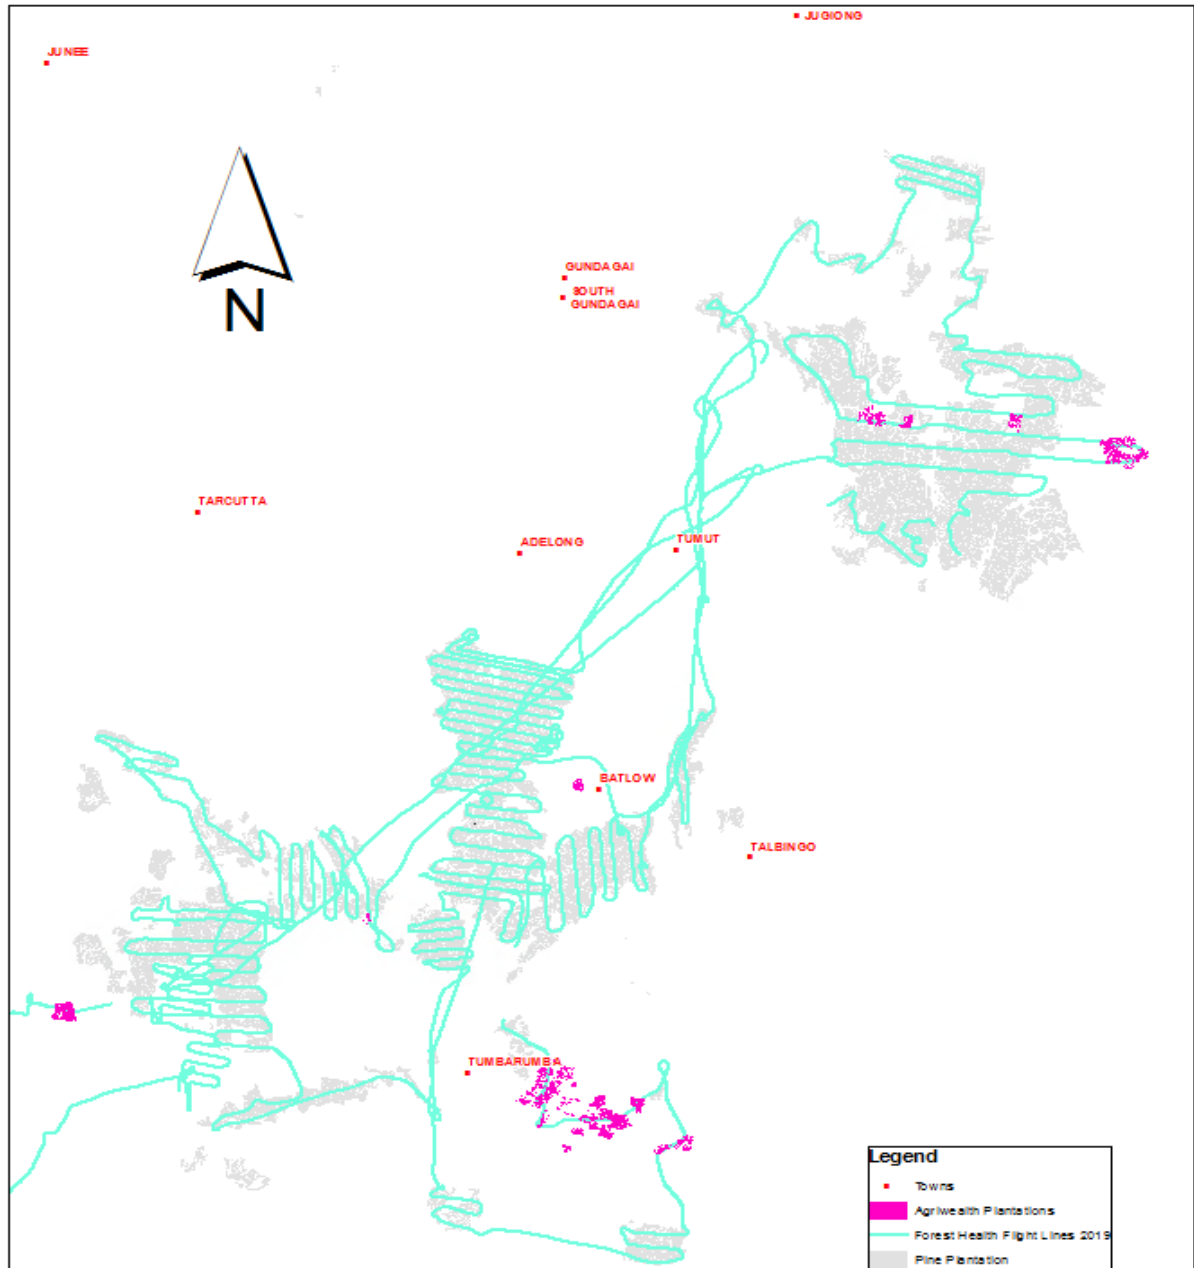 JUGIONG
JUNEE
N
GUNDAGAI
SOUTH
GUNDAGAI
TARCUTTA
ADELONG
TUMUT
BATLOW
TALBINGO
TUMBARUMBA
Legend
Towns
Agriwealth Plantations
Forest Health Flight Lines 2019
Pine Plantation